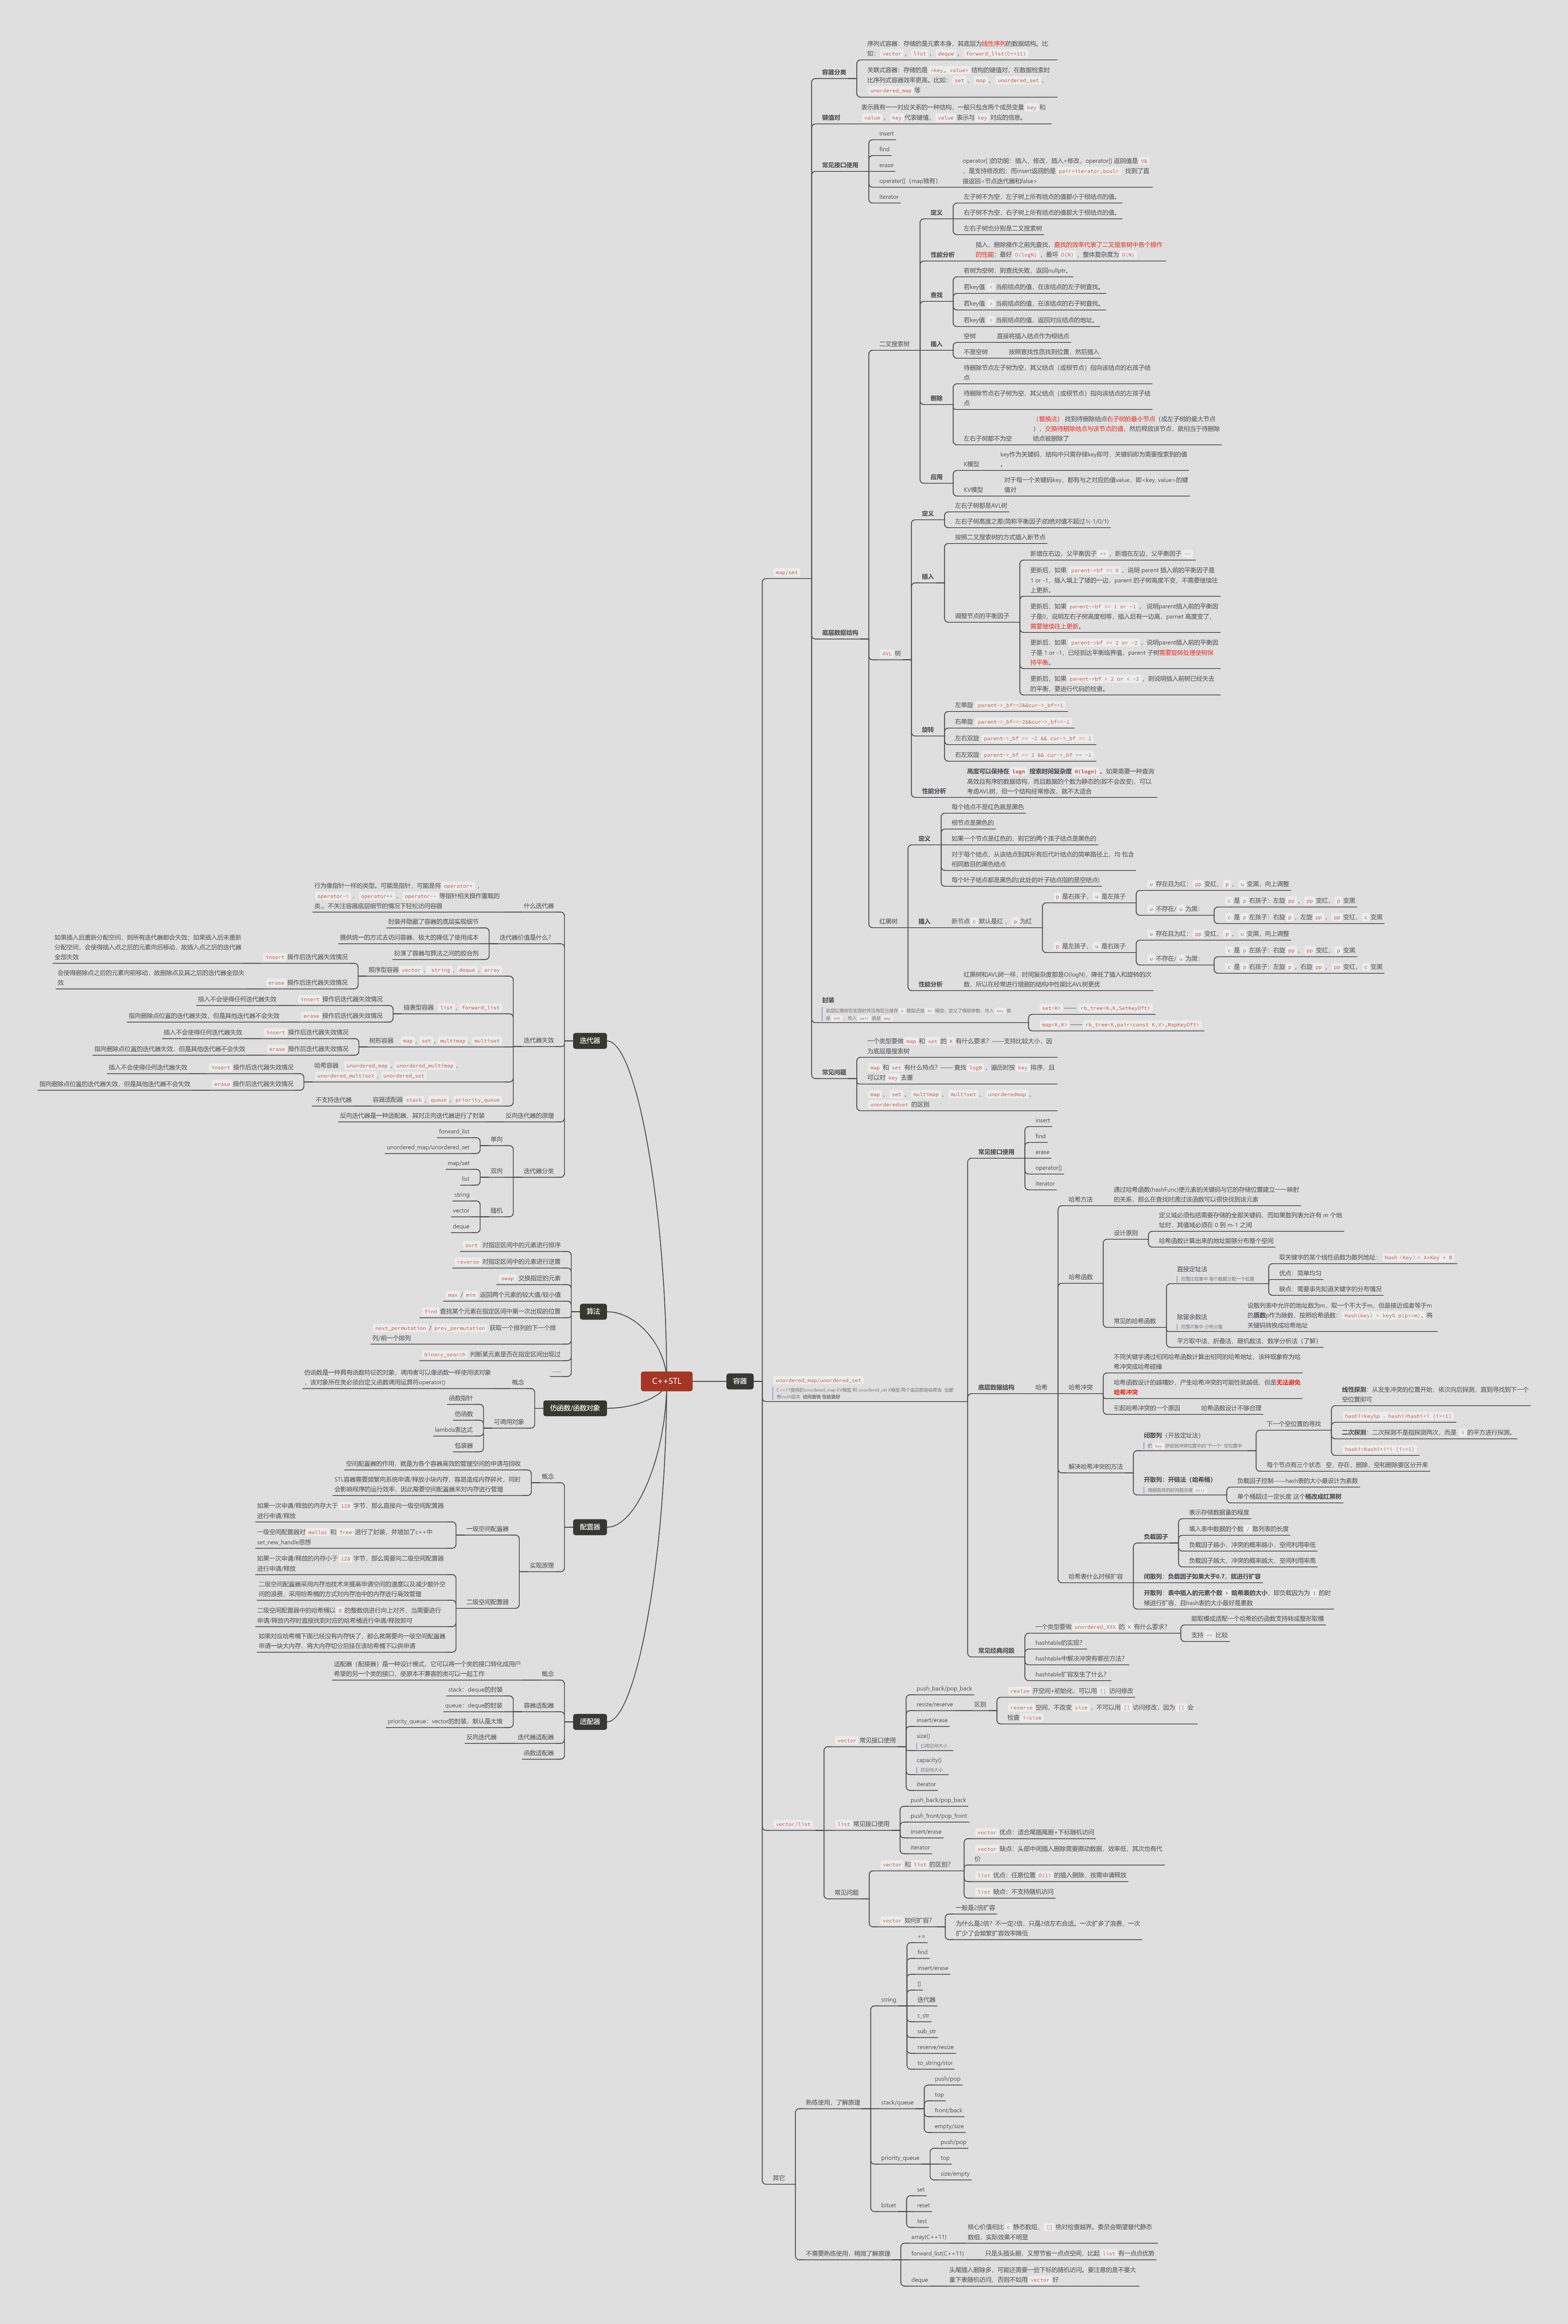 C++STL
迭代器
什么迭代器
行为像指针一样的类型。可能是指针，可能是将 operator* ，
operator-> ， operator++ ， operator-- 等指针相关操作重载的
类 。不关注容器底层细节的情况下轻松访问容器
迭代器价值是什么？
封装并隐藏了容器的底层实现细节
提供统一的方式去访问容器，极大的降低了使用成本
扮演了容器与算法之间的胶合剂
迭代器失效
顺序型容器 vector ， string ， deque ， array
insert 操作后迭代器失效情况
如果插入后重新分配空间，则所有迭代器都会失效；如果插入后未重新
分配空间，会使得插入点之后的元素向后移动，故插入点之后的迭代器
全部失效
erase 操作后迭代器失效情况
会使得删除点之后的元素向前移动，故删除点及其之后的迭代器全部失
效
链表型容器 list ， forward_list
insert 操作后迭代器失效情况
插入不会使得任何迭代器失效
erase 操作后迭代器失效情况
指向删除点位置的迭代器失效，但是其他迭代器不会失效
树形容器 map ， set ， multimap ， multiset
insert 操作后迭代器失效情况
插入不会使得任何迭代器失效
erase 操作后迭代器失效情况
指向删除点位置的迭代器失效，但是其他迭代器不会失效
哈希容器 unordered_map ， unordered_multimap ，
unordered_multiset ， unordered_set
insert 操作后迭代器失效情况
插入不会使得任何迭代器失效
erase 操作后迭代器失效情况
指向删除点位置的迭代器失效，但是其他迭代器不会失效
容器适配器 stack ， queue ， priority_queue
不支持迭代器
反向迭代器的原理
反向迭代器是一种适配器，其对正向迭代器进行了封装
迭代器分类
单向
forward_list
unordered_map/unordered_set
双向
map/set
list
随机
string
vector
deque
算法
sort 对指定区间中的元素进行排序
reverse 对指定区间中的元素进行逆置
swap 交换指定的元素
max / min 返回两个元素的较大值/较小值
find 查找某个元素在指定区间中第一次出现的位置
next_permutation / prev_permutation 获取一个排列的下一个排
列/前一个排列
binary_search 判断某元素是否在指定区间出现过
......
仿函数/函数对象
概念
仿函数是一种具有函数特征的对象，调用者可以像函数一样使用该对象
，该对象所在类必须自定义函数调用运算符operator()
可调用对象
函数指针
仿函数
lambda表达式
包装器
配置器
概念
空间配置器的作用，就是为各个容器高效的管理空间的申请与回收
STL容器需要频繁向系统申请/释放小块内存，容易造成内存碎片，同时
会影响程序的运行效率，因此需要空间配置器来对内存进行管理
实现原理
一级空间配置器
如果一次申请/释放的内存大于 128 字节，那么直接向一级空间配置器
进行申请/释放
一级空间配置器对 malloc 和 free 进行了封装，并增加了c++中
set_new_handle思想
二级空间配置器
如果一次申请/释放的内存小于 128 字节，那么需要向二级空间配置器
进行申请/释放
二级空间配置器采用内存池技术来提高申请空间的速度以及减少额外空
间的浪费，采用哈希桶的方式对内存池中的内存进行高效管理
二级空间配置器中的哈希桶以 8 的整数倍进行向上对齐，当需要进行
申请/释放内存时直接找到对应的哈希桶进行申请/释放即可
如需对应哈希桶下面已经没有内存快了，那么就需要向一级空间配置器
申请一块大内存，将大内存切分后挂在该哈希桶下以供申请
适配器
概念
适配器（配接器）是一种设计模式，它可以将一个类的接口转化成用户
希望的另一个类的接口，使原本不兼容的类可以一起工作
容器适配器
stack：deque的封装
queue：deque的封装
priority_queue：vector的封装，默认是大堆
迭代器适配器
反向迭代器
函数适配器
容器
map/set
容器分类
序列式容器：存储的是元素本身，其底层为线性序列的数据结构。比
如： vector ， list ， deque ， forward_list(C++11)
关联式容器：存储的是 <key, value> 结构的键值对，在数据检索时
比序列式容器效率更高。比如： set 、 map 、 unordered_set 、
unordered_map 等
键值对
表示具有一一对应关系的一种结构，一般只包含两个成员变量 key 和
value ， key 代表键值， value 表示与 key 对应的信息。
常见接口使用
insert
find
erase
operater[]（map独有）
operator[ ]的功能：插入，修改，插入+修改，operator[] 返回值是 V&
，是支持修改的；而insert返回的是 pair<iterator,bool> 找到了直
接返回<节点迭代器和false>
iterator
底层数据结构
二叉搜索树
定义
左子树不为空，左子树上所有结点的值都小于根结点的值。
右子树不为空，右子树上所有结点的值都大于根结点的值。
左右子树也分别是二叉搜索树
性能分析
插入、删除操作之前先查找，查找的效率代表了二叉搜索树中各个操作
的性能：最好 O(logN) ，最坏 O(N) ，整体复杂度为 O(N)
查找
若树为空树，则查找失败，返回nullptr。
若key值 < 当前结点的值，在该结点的左子树查找。
若key值 > 当前结点的值，在该结点的右子树查找。
若key值 = 当前结点的值，返回对应结点的地址。
插入
空树
直接将插入结点作为根结点
不是空树
按照查找性质找到位置，然后插入
删除
待删除节点左子树为空，其父结点（或根节点）指向该结点的右孩子结
点
待删除节点右子树为空，其父结点（或根节点）指向该结点的左孩子结
点
左右子树都不为空
（替换法） 找到待删除结点右子树的最小节点（或左子树的最大节点
），交换待删除结点与该节点的值，然后释放该节点，就相当于待删除
结点被删除了
应用
K模型
key作为关键码，结构中只需存储key即可，关键码即为需要搜索到的值
。
KV模型
对于每一个关键码key，都有与之对应的值value，即<key, value>的键
值对
AVL 树
定义
左右子树都是AVL树
左右子树高度之差(简称平衡因子)的绝对值不超过1(-1/0/1)
插入
按照二叉搜索树的方式插入新节点
调整节点的平衡因子
新增在右边，父平衡因子 ++ ，新增在左边，父平衡因子 --
更新后，如果 parent->bf == 0 ，说明 parent 插入前的平衡因子是
1 or -1，插入填上了矮的一边，parent 的子树高度不变，不需要继续往
上更新。
更新后，如果 parent->bf == 1 or -1 ， 说明parent插入前的平衡因
子是0，说明左右子树高度相等，插入后有一边高，parnet 高度变了，
需要继续往上更新。
更新后，如果 parent->bf == 2 or -2 ，说明parent插入前的平衡因
子是 1 or -1，已经到达平衡临界值，parent 子树需要旋转处理使树保
持平衡。
更新后，如果 parent->bf > 2 or < -2 ，则说明插入前树已经失去
的平衡，要进行代码的检查。
旋转
左单旋 parent->_bf==2&&cur->_bf==1
右单旋 parent->_bf==-2&&cur->_bf==-1
左右双旋 parent->_bf == -2 && cur->_bf == 1
右左双旋 parent->_bf == 2 && cur->_bf == -1
性能分析
高度可以保持在 logn 搜索时间复杂度 O(logn) 。如果需要一种查询
高效且有序的数据结构，而且数据的个数为静态的(即不会改变)，可以
考虑AVL树，但一个结构经常修改，就不太适合
红黑树
定义
每个结点不是红色就是黑色
根节点是黑色的
如果一个节点是红色的，则它的两个孩子结点是黑色的
对于每个结点，从该结点到其所有后代叶结点的简单路径上，均 包含
相同数目的黑色结点
每个叶子结点都是黑色的(此处的叶子结点指的是空结点)
插入
新节点 c 默认是红 ， p 为红
p 是右孩子， u 是左孩子
u 存在且为红： pp 变红， p ， u 变黑，向上调整
u 不存在/ u 为黑：
c 是 p 右孩子：左旋 pp ， pp 变红， p 变黑
c 是 p 左孩子：右旋 p ，左旋 pp ， pp 变红， c 变黑
p 是左孩子， u 是右孩子
u 存在且为红： pp 变红， p ， u 变黑，向上调整
u 不存在/ u 为黑：
c 是 p 左孩子：右旋 pp ， pp 变红， p 变黑
c 是 p 右孩子：左旋 p ，右旋 pp ， pp 变红， c 变黑
性能分析
红黑树和AVL树一样，时间复杂度都是O(logN)，降低了插入和旋转的次
数，所以在经常进行增删的结构中性能比AVL树更优
封装
set<K> ——— rb_tree<K,K,SetKeyOft>
map<K,K> ——— rb_tree<K,pair<const K,V>,MapKeyOft>
常见问题
一个类型要做 map 和 set 的 K 有什么要求？——支持比较大小，因
为底层是搜索树
map 和 set 有什么特点？—— 查找 logN ，遍历时按 key 排序，且
可以对 key 去重
map ， set ， multimap ， multiset ， unorderedmap ，
unorderedset 的区别
unordered_map/unordered_set
常见接口使用
insert
find
erase
operator[]
iterator
底层数据结构
哈希
哈希方法
通过哈希函数(hashFunc)使元素的关键码与它的存储位置建立一一映射
的关系，那么在查找时通过该函数可以很快找到该元素
哈希函数
设计原则
定义域必须包括需要存储的全部关键码，而如果散列表允许有 m 个地
址时，其值域必须在 0 到 m-1 之间
哈希函数计算出来的地址能够分布整个空间
常见的哈希函数
直接定址法
取关键字的某个线性函数为散列地址： Hash（Key）= A*Key + B
优点：简单均匀
缺点：需要事先知道关键字的分布情况
除留余数法
设散列表中允许的地址数为m，取一个不大于m，但最接近或者等于m
的质数p作为除数，按照哈希函数： Hash(key) = key% p(p<=m)，将
关键码转换成哈希地址
平方取中法、折叠法、随机数法、数学分析法（了解）
哈希冲突
不同关键字通过相同哈希函数计算出相同的哈希地址，该种现象称为哈
希冲突或哈希碰撞
哈希函数设计的越精妙，产生哈希冲突的可能性就越低，但是无法避免
哈希冲突
引起哈希冲突的一个原因
哈希函数设计不够合理
解决哈希冲突的方法
闭散列（开放定址法）
下一个空位置的寻找
线性探测：从发生冲突的位置开始，依次向后探测，直到寻找到下一个
空位置即可
hashi=key%p ，hashi=hashi+i (i>=1)
二次探测：二次探测不是指探测两次，而是 i 的平方进行探测。
hashi=hashi+i^i (i>=1)
每个节点有三个状态
空，存在，删除，空和删除要区分开来
开散列：开链法（哈希桶）
负载因子控制——hash表的大小最设计为素数
单个桶超过一定长度 这个桶改成红黑树
哈希表什么时候扩容
负载因子
表示存储数据量的程度
填入表中数据的个数 / 散列表的长度
负载因子越小，冲突的概率越小，空间利用率低
负载因子越大，冲突的概率越大，空间利用率高
闭散列：负载因子如果大于0.7，就进行扩容
开散列：表中插入的元素个数 = 哈希表的大小，即负载因为为 1 的时
候进行扩容，且hash表的大小最好是素数
常见经典问题
一个类型要做 unordered_XXX 的 K 有什么要求？
能取模或适配一个哈希的仿函数支持转成整形取模
支持 == 比较
hashtable的实现？
hashtable中解决冲突有哪些方法？
hashtable扩容发生了什么？
vector/list
vector 常见接口使用
push_back/pop_back
resize/reserve
区别
resize 开空间+初始化，可以用 [] 访问修改
reserve 空间，不改变 size ，不可以用 [] 访问修改，因为 [] 会
检查 i<size
insert/erase
size()
已用空间大小
capacity()
总空间大小
iterator
list 常见接口使用
push_back/pop_back
push_front/pop_front
insert/erase
iterator
常见问题
vector 和 list 的区别？
vector 优点：适合尾插尾删+下标随机访问
vector 缺点：头部中间插入删除需要挪动数据，效率低，其次也有代
价
list 优点：任意位置 O(1) 的插入删除，按需申请释放
list 缺点：不支持随机访问
vector 如何扩容？
一般是2倍扩容
为什么是2倍？不一定2倍，只是2倍左右合适。一次扩多了浪费，一次
扩少了会频繁扩容效率降低
其它
熟练使用，了解原理
string
+=
find
insert/erase
[]
迭代器
c_str
sub_str
reserve/resize
to_string/stoi
stack/queue
push/pop
top
front/back
empty/size
priority_queue
push/pop
top
size/empty
bitset
set
reset
test
不需要熟练使用，稍微了解原理
array(C++11)
核心价值相比 c 静态数组， [] 绝对检查越界。委员会期望替代静态
数组，实际效果不明显
forward_list(C++11)
只是头插头删，又想节省一点点空间，比起 list 有一点点优势
deque
头尾插入删除多，可能还需要一些下标的随机访问。要注意的是不要大
量下表随机访问，否则不如用 vector 好